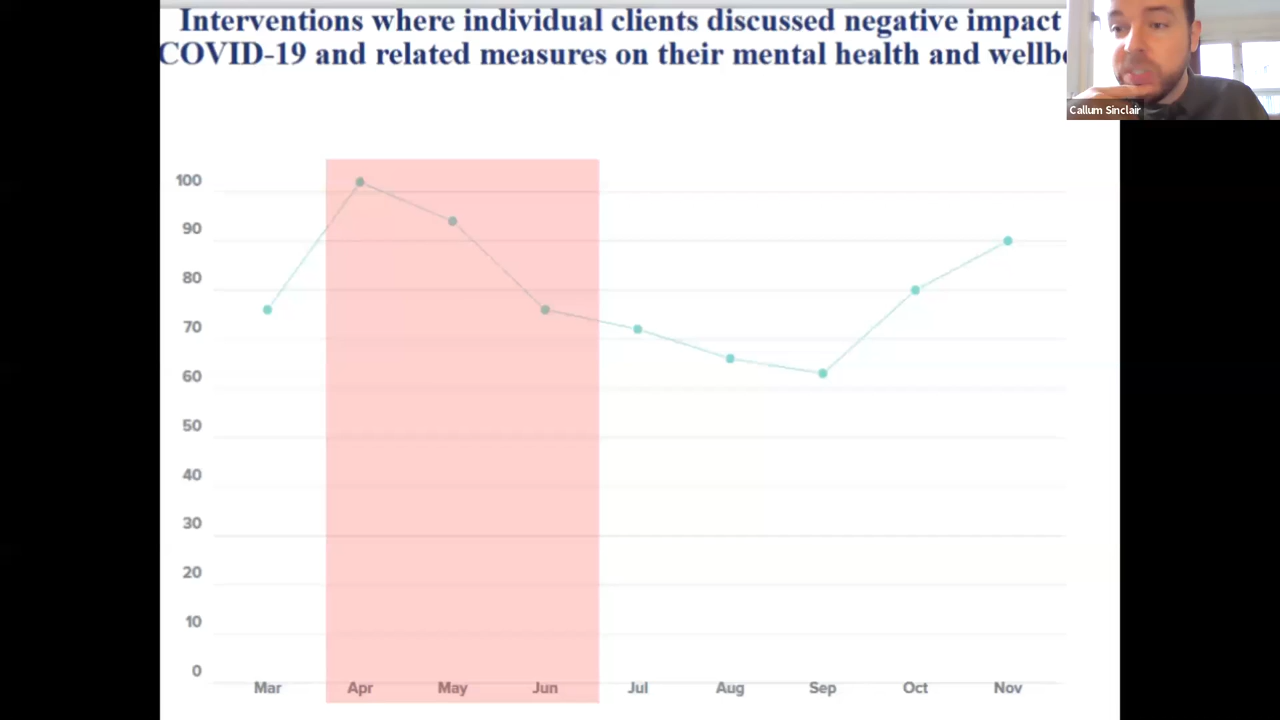 Interventions where individual clients discussed negative impact
COVID-19 and related measures on their mental health and
Callum Sinclair
100
90
80
70
60
50
40
30
20
10
0
Mar Apr May Jun Jul Aug Sep Oct Nov